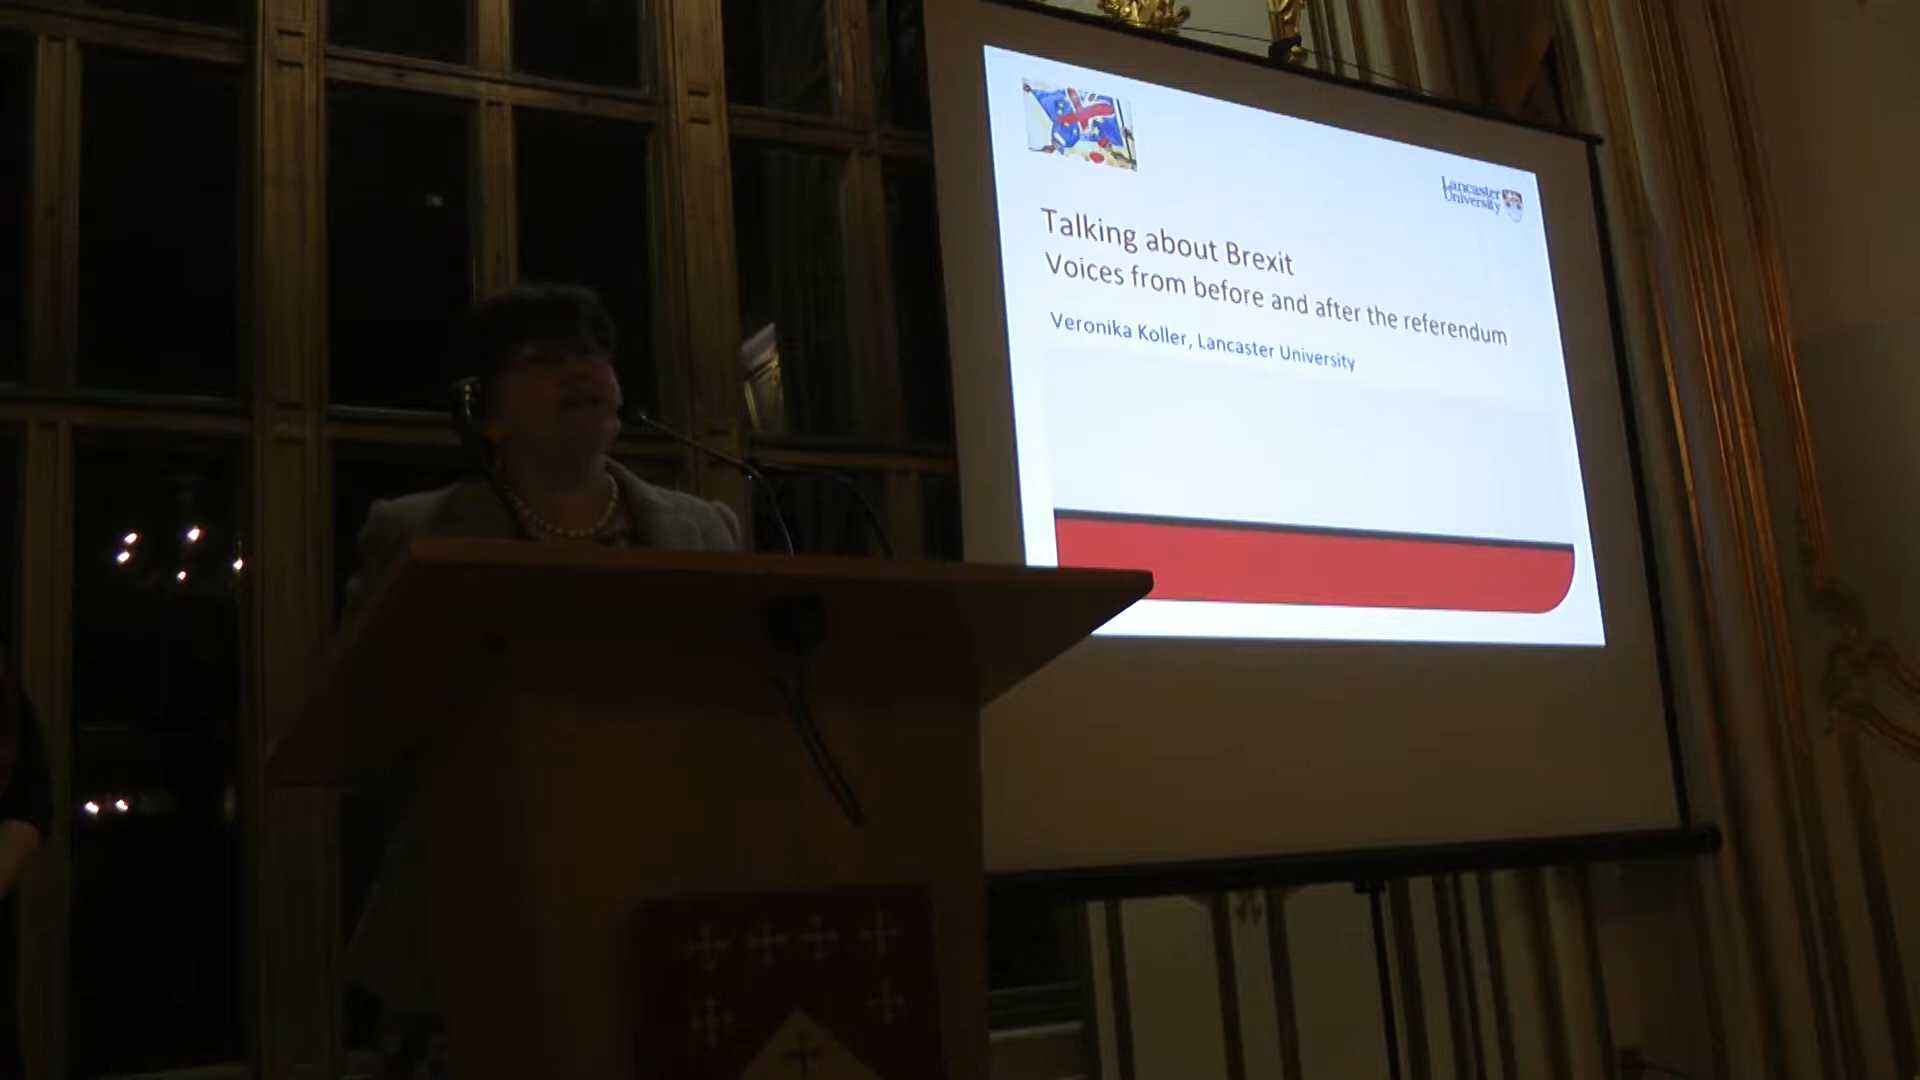 Lancaster
University
Talking about Brexit
Voices from before and after the referendum
Veronika Koller, Lancaster University